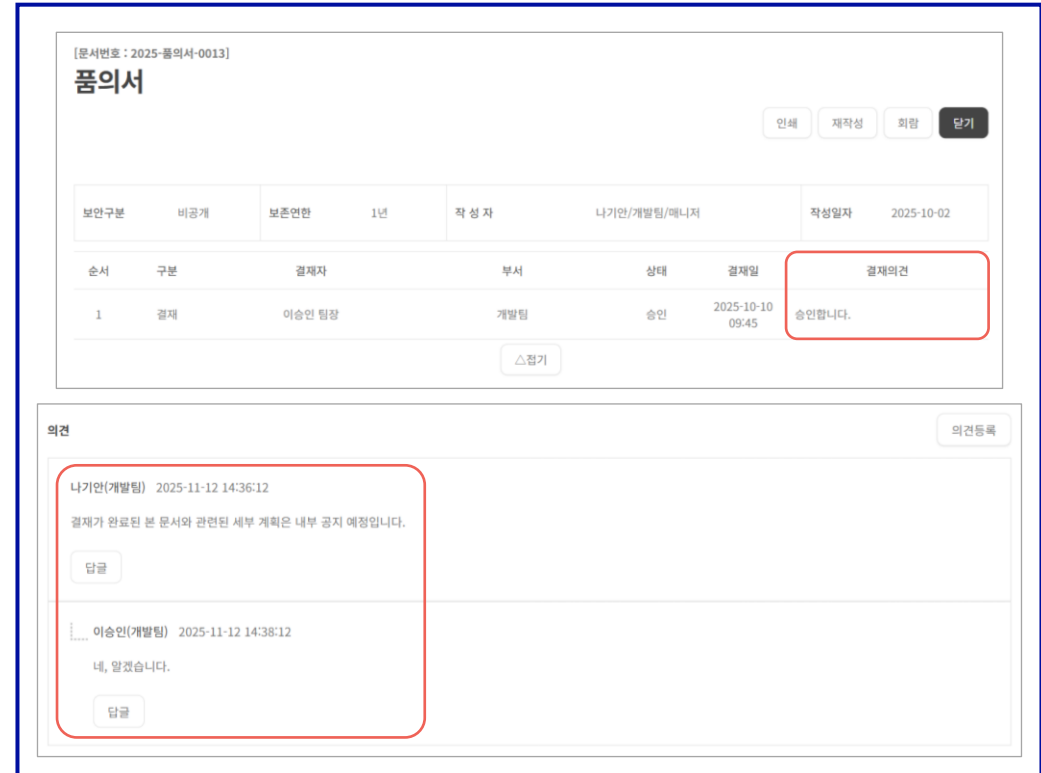 [문서번호 : 2025-품의서-0013]
품의서
인쇄 재작성 회람 닫기
보안구분 비공개 보존연한 1년 작 성 자 나기안/개발팀/매니저 작성일자 2025-10-02
순서 구분 결재자 부서 상태 결재일 결재의견
1 결재 이승인 팀장 개발팀 승인 2025-10-10 09:45 승인합니다.
△접기
의견 의견등록
나기안(개발팀) 2025-11-12 14:36:12
결재가 완료된 본 문서와 관련된 세부 계획은 내부 공지 예정입니다.
답글
이승인(개발팀) 2025-11-12 14:38:12
네, 알겠습니다.
답글